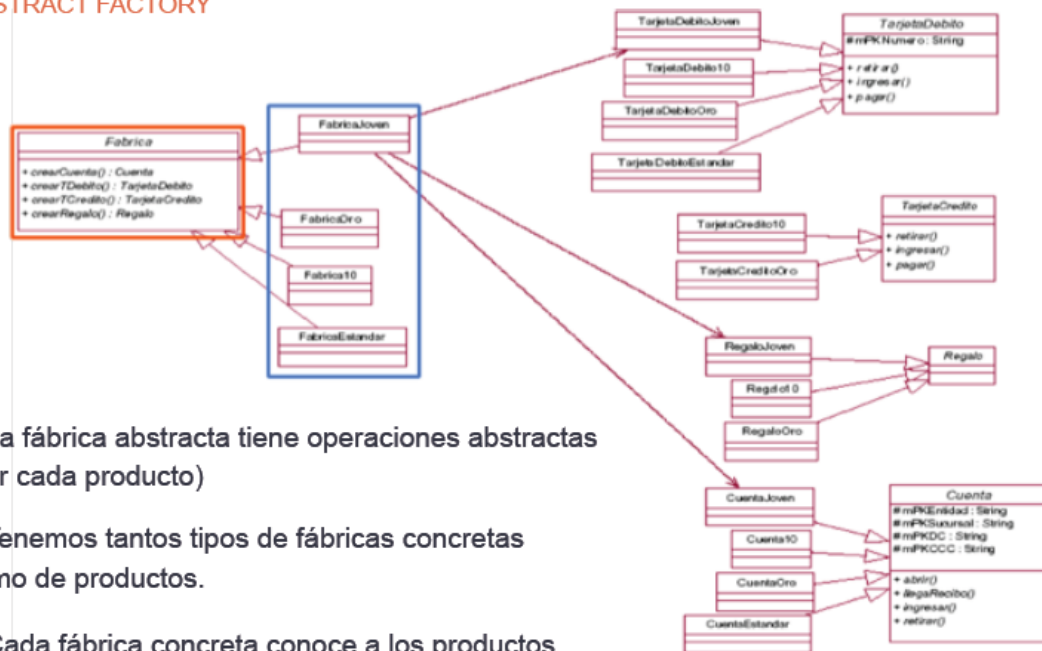 STRACT FACTORY
Fabrica
+ crearCuenta() : Cuenta
+ crearTDebito() : TarjetaDebito
+ crearTCredito() : TarjetaCredito
+ crearRegalo() : Regalo
FabricaJoven
FabricaOro
Fabrica10
FabricaEstandar
TarjetaDebitoJoven
TarjetaDebito10
TarjetaDebitoOro
TarjetaDebitoEstandar
TarjetaDebito
# mPKNumero : String
+ retirar()
+ ingresar()
+ pagar()
TarjetaCredito10
TarjetaCreditoOro
TarjetaCredito
+ retirar()
+ ingresar()
+ pagar()
RegaloJoven
Regalo10
RegaloOro
Regalo
CuentaJoven
Cuenta10
CuentaOro
CuentaEstandar
Cuenta
# mPKEntidad : String
# mPKSucursal : String
# mPKDC : String
# mPKCCC : String
+ abrir()
+ llegaRecibo()
+ ingresar()
+ retirar()
a fábrica abstracta tiene operaciones abstractas
r cada producto)
enemos tantos tipos de fábricas concretas
mo de productos.
Cada fábrica concreta conoce a los productos